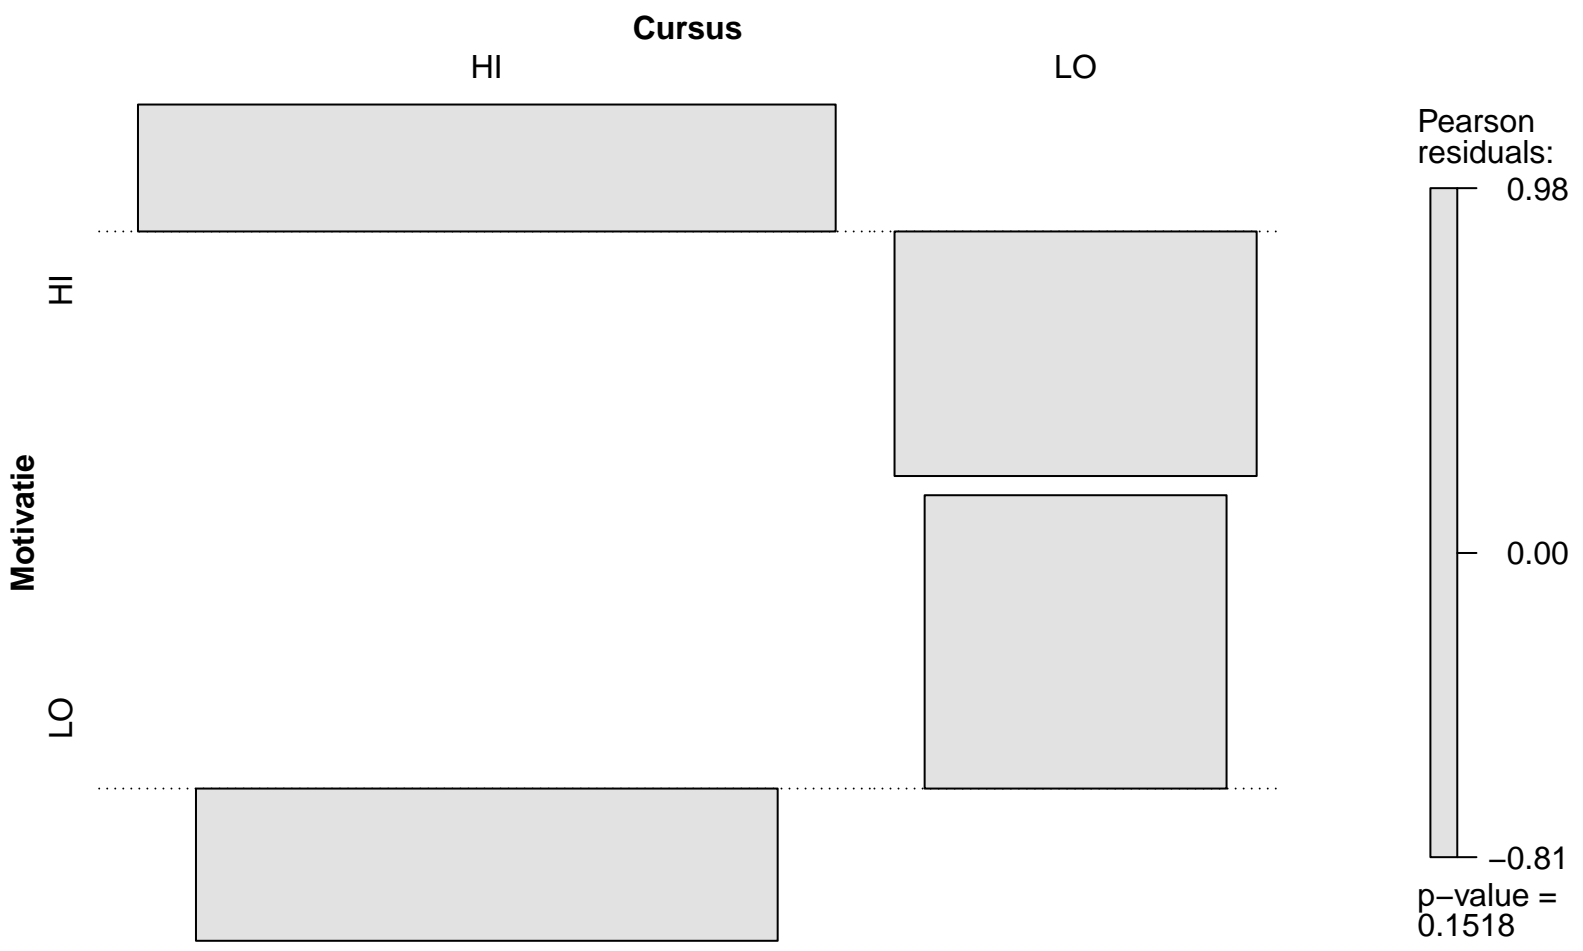 Cursus
HI LO
Motivatie
HI
LO
Pearson
residuals:
0.98
0.00
−0.81
p−value =
0.1518